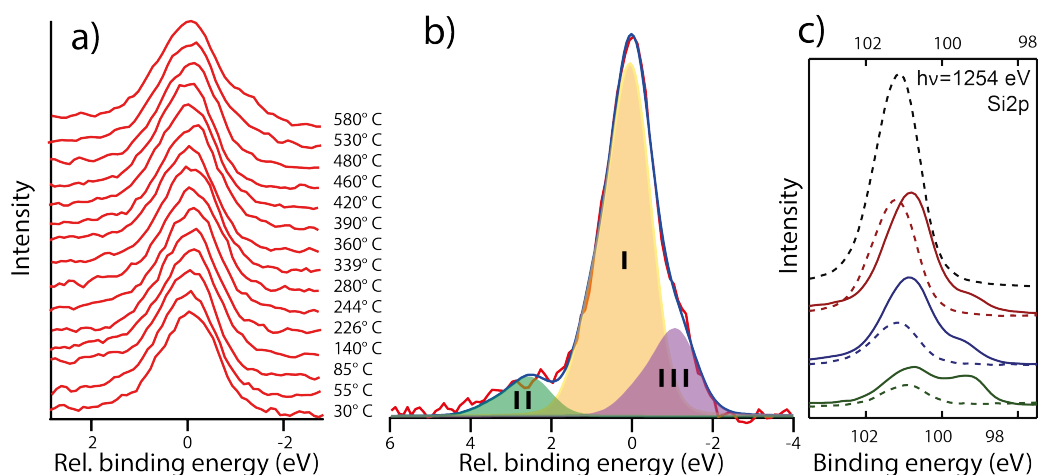 a)
Intensity
580° C
530° C
480° C
460° C
420° C
390° C
360° C
339° C
280° C
244° C
226° C
140° C
85° C
55° C
30° C
2 0 -2
Rel. binding energy (eV)
b)
I
II
III
6 4 2 0 -2 -4
Rel. binding energy (eV)
c)
102 100 98
hν=1254 eV
Si2p
Intensity
102 100 98
Binding energy (eV)